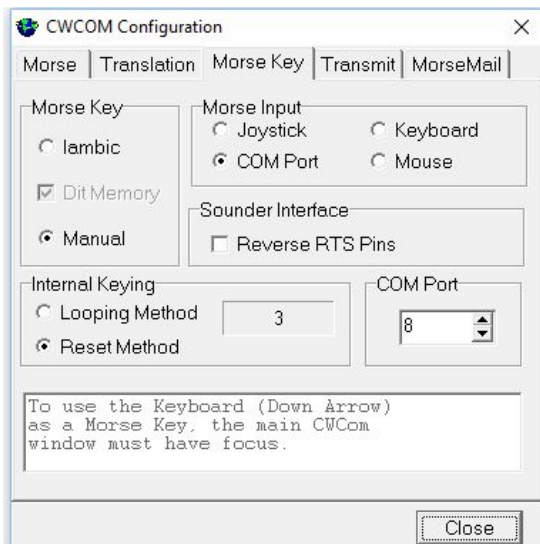 CWCOM Configuration
Morse Translation Morse Key Transmit MorseMail
Morse Key
Iambic
Dit Memory
Manual
Morse Input
Joystick Keyboard
COM Port Mouse
Sounder Interface
Reverse RTS Pins
Internal Keying
Looping Method 3
Reset Method
COM Port
8
To use the Keyboard (Down Arrow)
as a Morse Key, the main CWCom
window must have focus.
Close